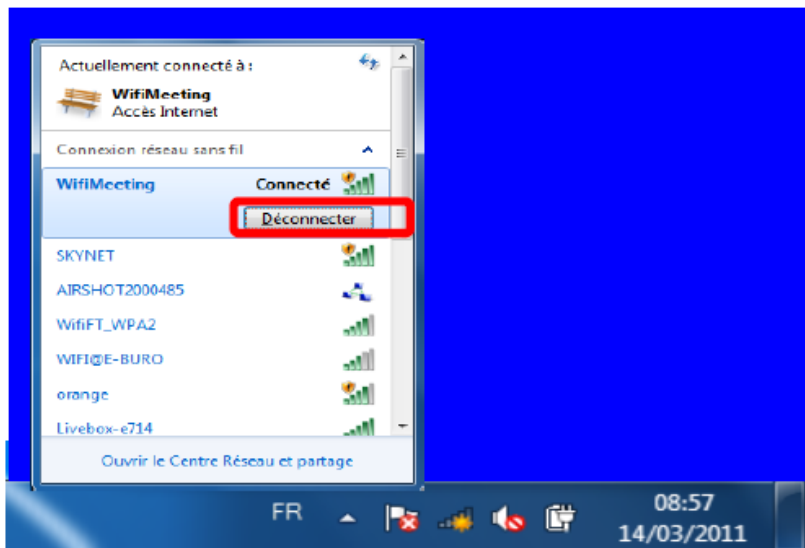 Actuellement connecté à :
WifiMeeting
Accès Internet
Connexion réseau sans fil
WifiMeeting Connecté
Déconnecter
SKYNET
AIRSHOT2000485
WifiFT_WPA2
WIFI@E-BURO
orange
Livebox-e714
Ouvrir le Centre Réseau et partage
FR
08:57
14/03/2011